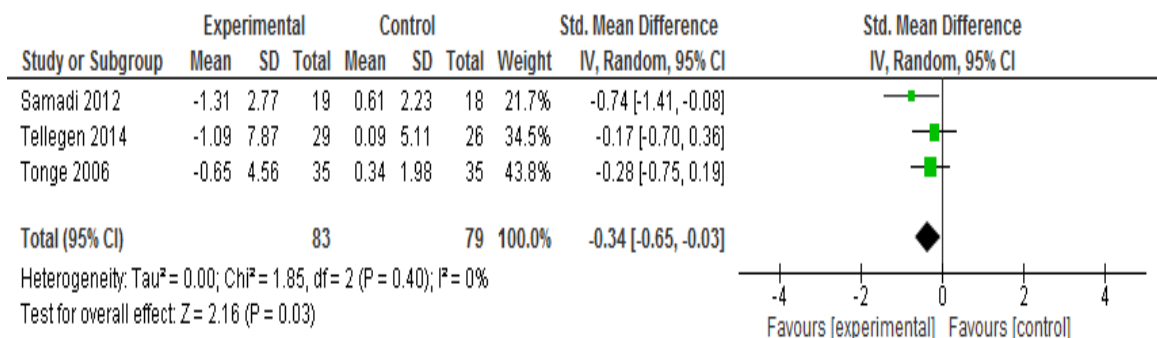 Experimental Control Std. Mean Difference Std. Mean Difference
Study or Subgroup Mean SD Total Mean SD Total Weight IV, Random, 95% CI IV, Random, 95% CI
Samadi 2012 -1.31 2.77 19 0.61 2.23 18 21.7% -0.74 [-1.41, -0.08]
Tellegen 2014 -1.09 7.87 29 0.09 5.11 26 34.5% -0.17 [-0.70, 0.36]
Tonge 2006 -0.65 4.56 35 0.34 1.98 35 43.8% -0.28 [-0.75, 0.19]
Total (95% CI) 83 79 100.0% -0.34 [-0.65, -0.03]
Heterogeneity: Tau² = 0.00; Chi² = 1.85, df = 2 (P = 0.40); I² = 0%
Test for overall effect: Z = 2.16 (P = 0.03)
-4 -2 0 2 4
Favours [experimental] Favours [control]